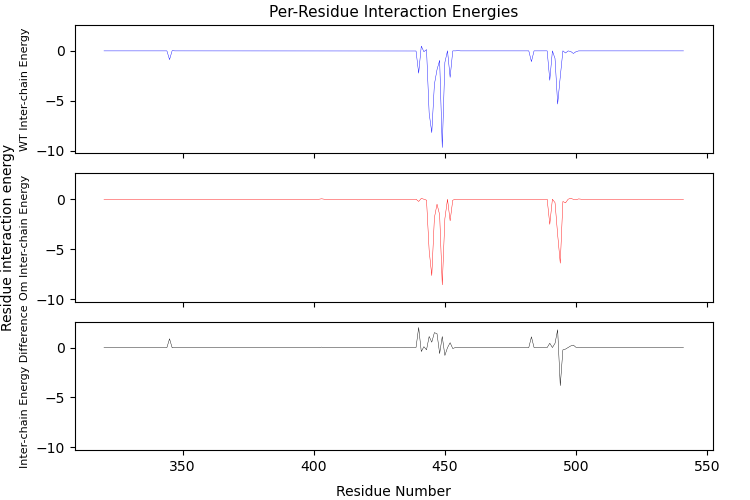 Per-Residue Interaction Energies
Residue interaction energy
WT Inter-chain Energy
0
−5
−10
Om Inter-chain Energy
0
−5
−10
Inter-chain Energy Difference
0
−5
−10
350
400
450
500
550
Residue Number